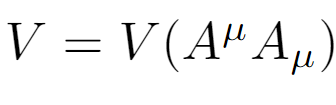 V = V(A^μ A_μ)